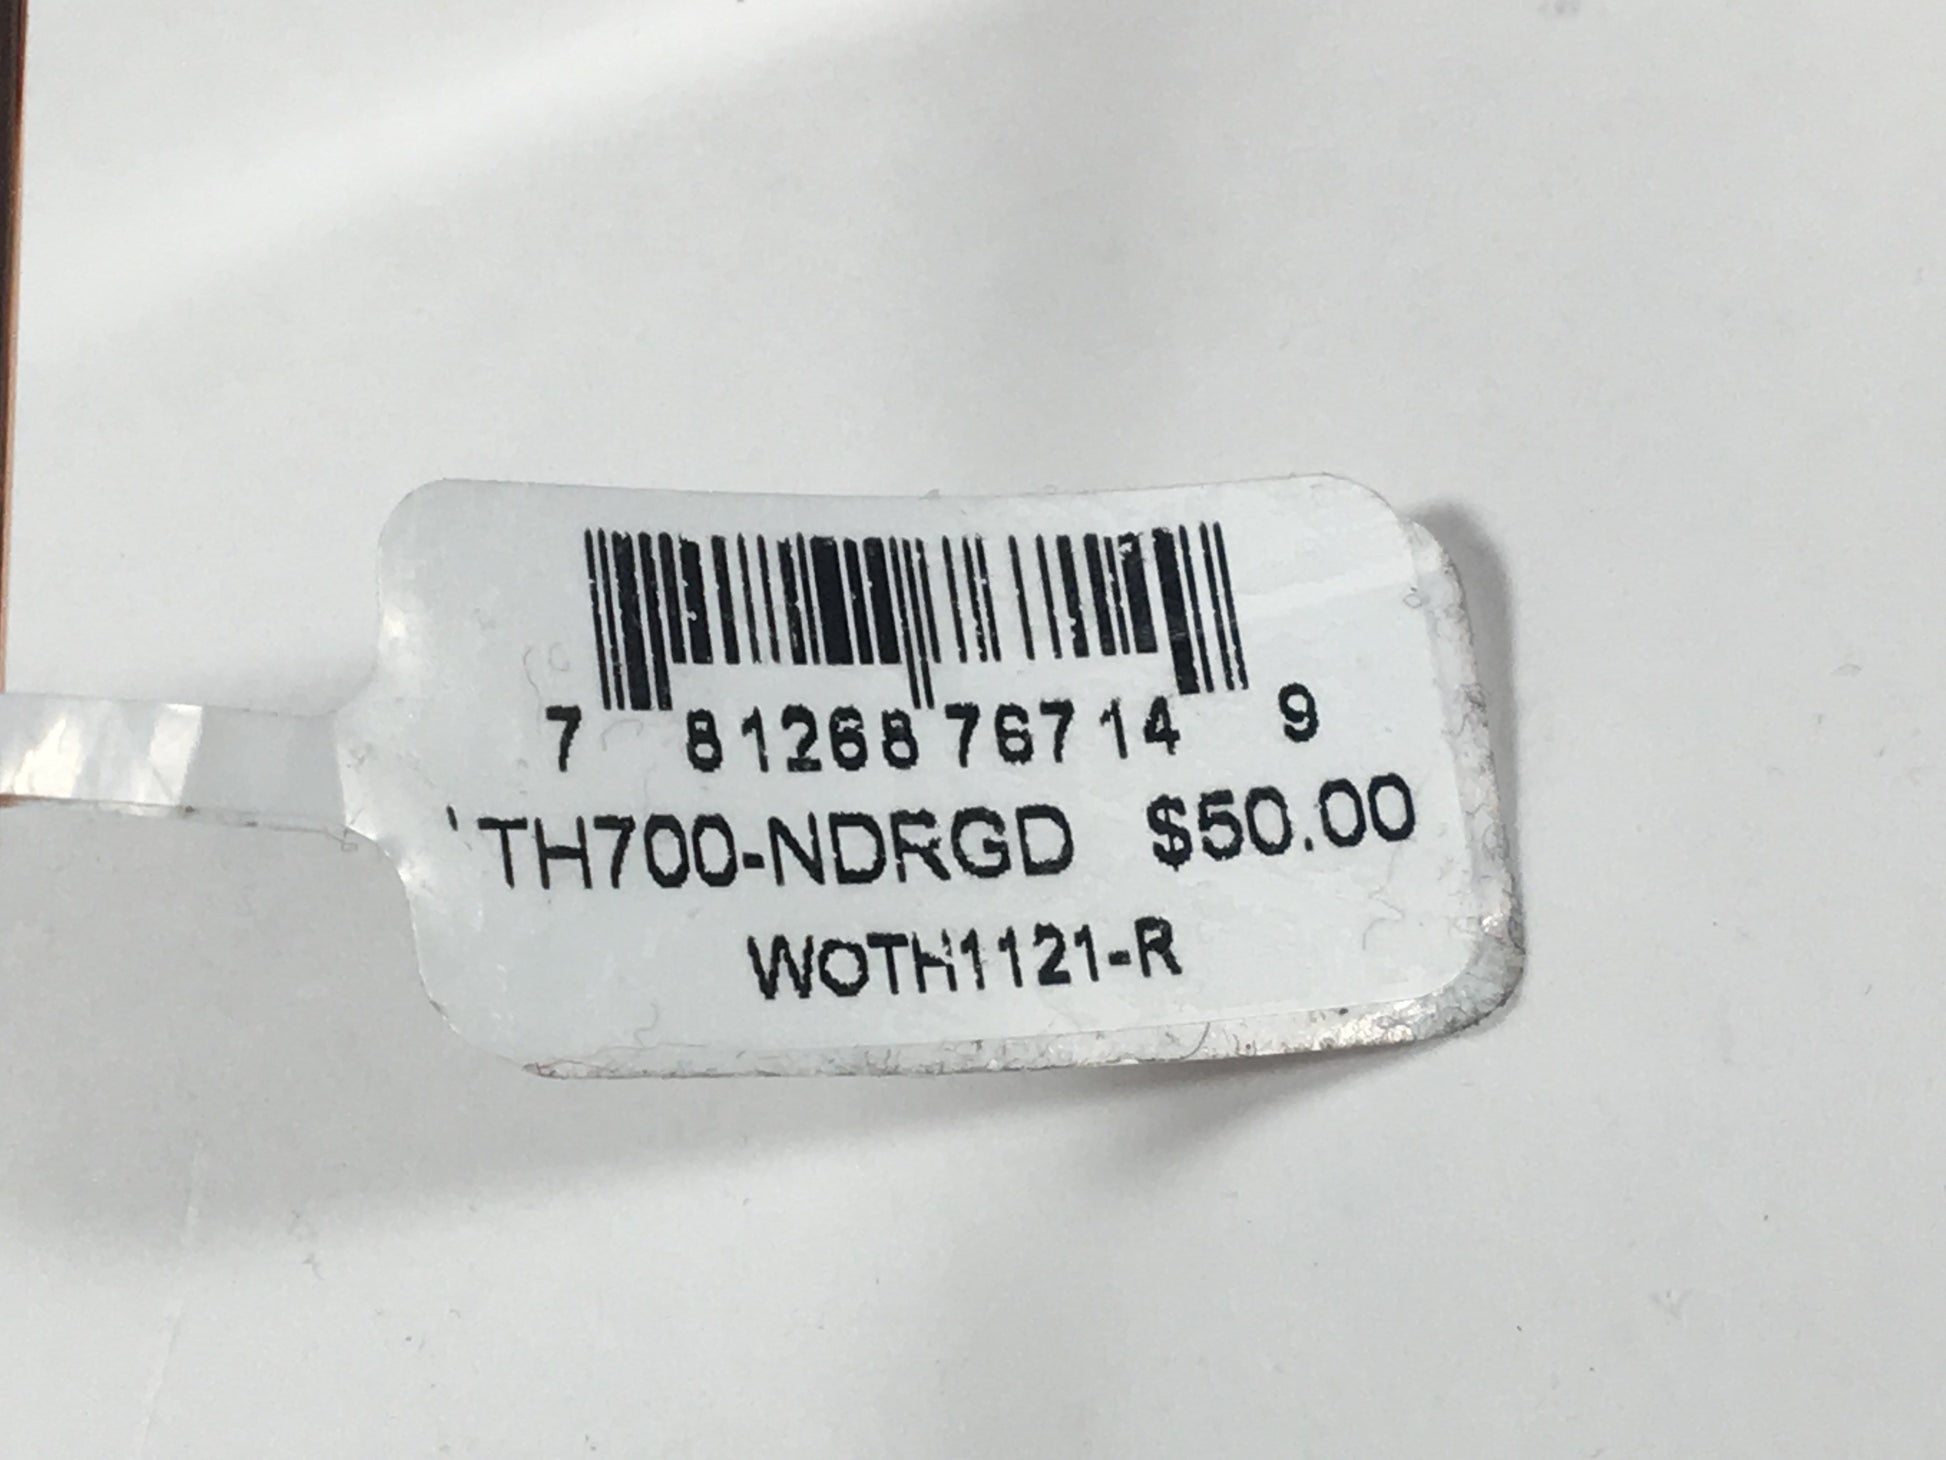 7 81268 76714 9
'TH700-NDRGD $50.00
WOTH1121-R